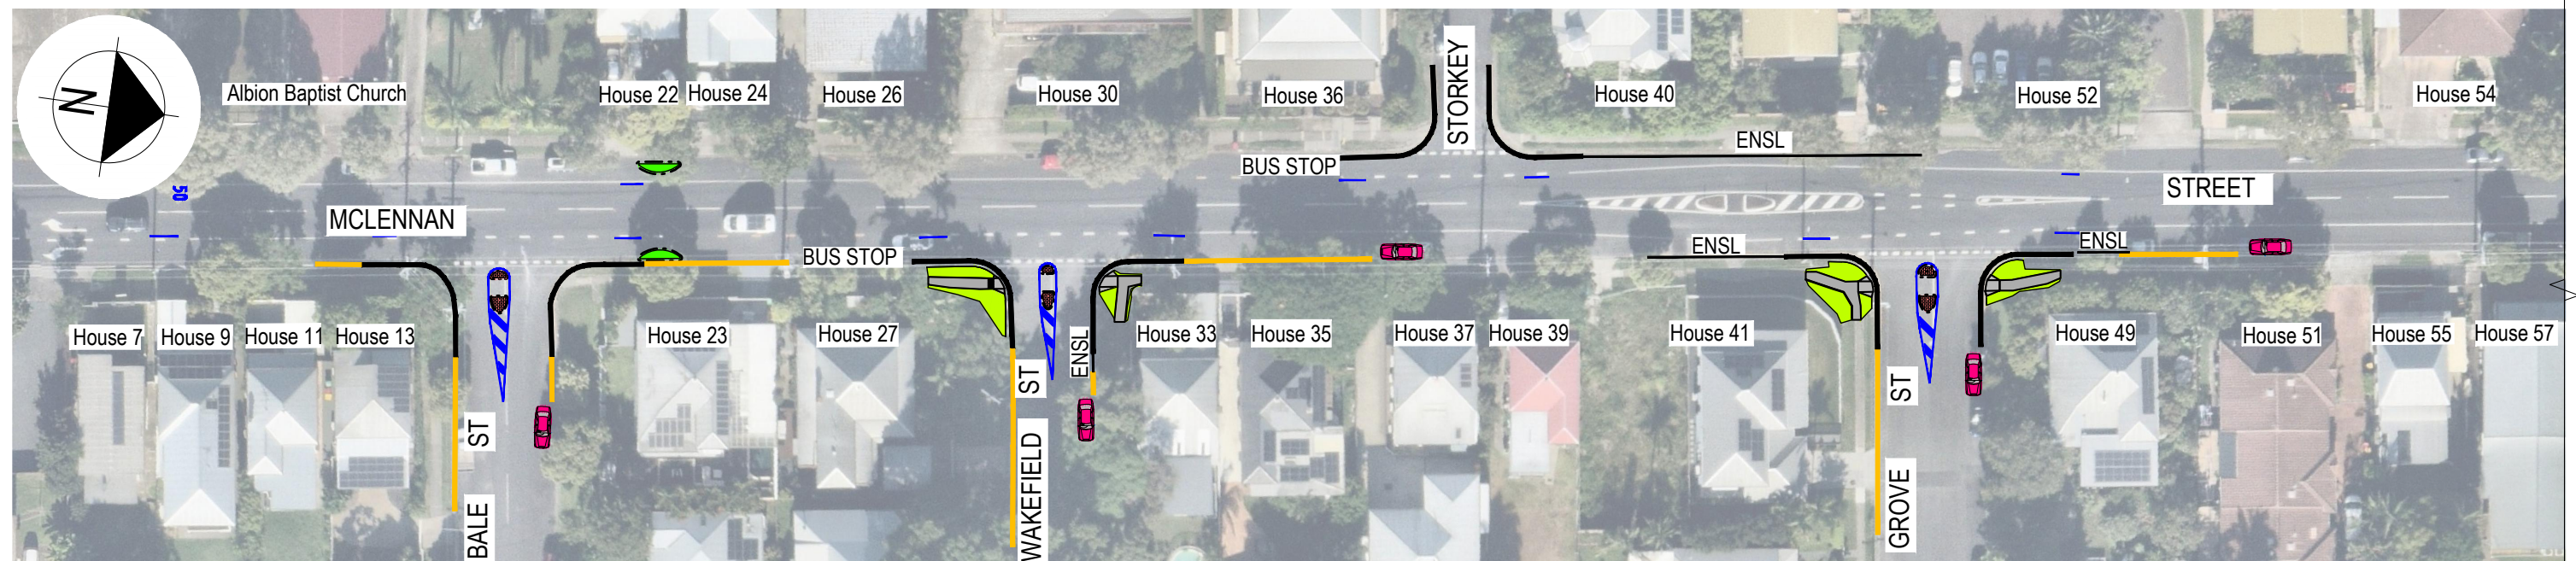 N
50
Albion Baptist Church
House 22
House 24
House 26
House 30
House 36
STORKEY
House 40
House 52
House 54
ENSL
BUS STOP
STREET
MCLENNAN
BUS STOP
ENSL
ENSL
House 7
House 9
House 11
House 13
ST
BALE
House 23
House 27
ST
WAKEFIELD
ENSL
House 33
House 35
House 37
House 39
House 41
ST
GROVE
House 49
House 51
House 55
House 57